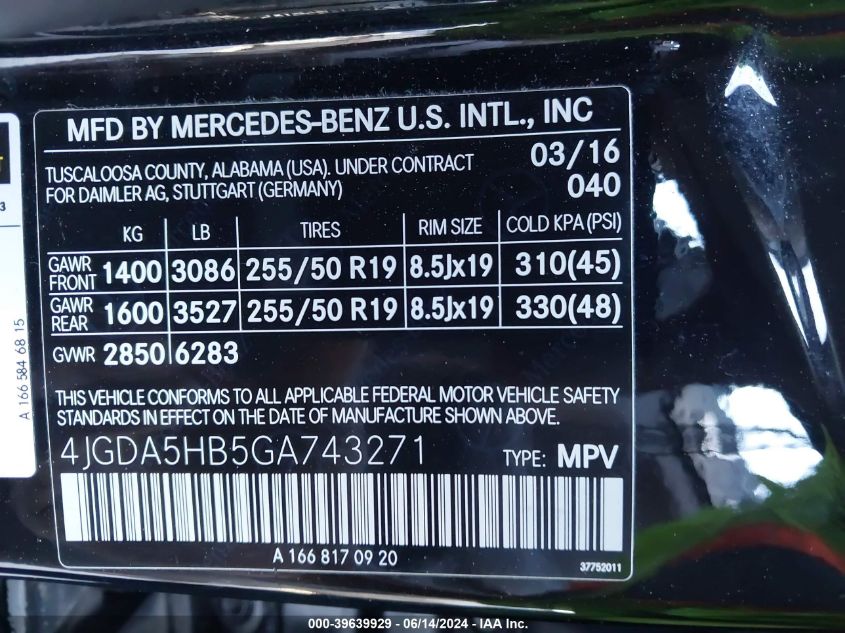 MFD BY MERCEDES-BENZ U.S. INTL., INC
TUSCALOOSA COUNTY, ALABAMA (USA). UNDER CONTRACT 03/16
FOR DAIMLER AG, STUTTGART (GERMANY) 040
KG LB TIRES RIM SIZE COLD KPA (PSI)
GAWR FRONT 1400 3086 255/50 R19 8.5Jx19 310(45)
GAWR REAR 1600 3527 255/50 R19 8.5Jx19 330(48)
GVWR 2850 6283
THIS VEHICLE CONFORMS TO ALL APPLICABLE FEDERAL MOTOR VEHICLE SAFETY
STANDARDS IN EFFECT ON THE DATE OF MANUFACTURE SHOWN ABOVE.
4JGDA5HB5GA743271 TYPE: MPV
A 166 817 09 20
37752011
A 166 584 68 15
3
000-39639929 - 06/14/2024 - IAA Inc.